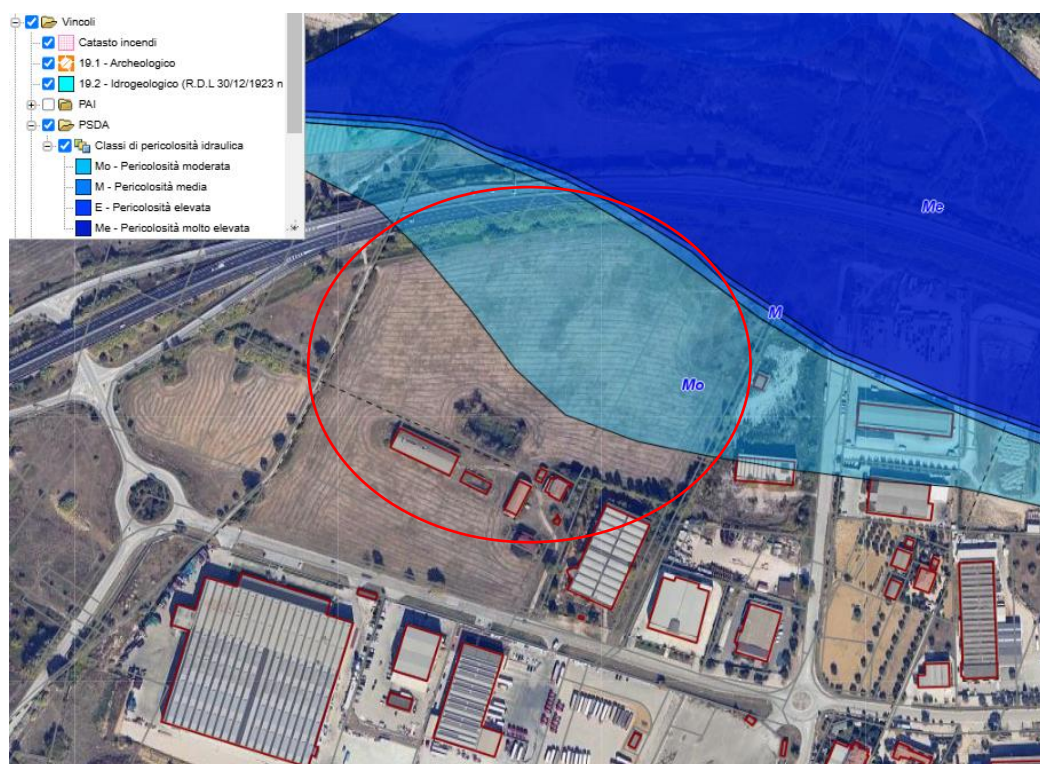 Vincoli
Catasto incendi
19.1 - Archeologico
19.2 - Idrogeologico (R.D.L 30/12/1923 n
PAI
PSDA
Classi di pericolosità idraulica
Mo - Pericolosità moderata
M - Pericolosità media
E - Pericolosità elevata
Me - Pericolosità molto elevata
Me
M
Mo